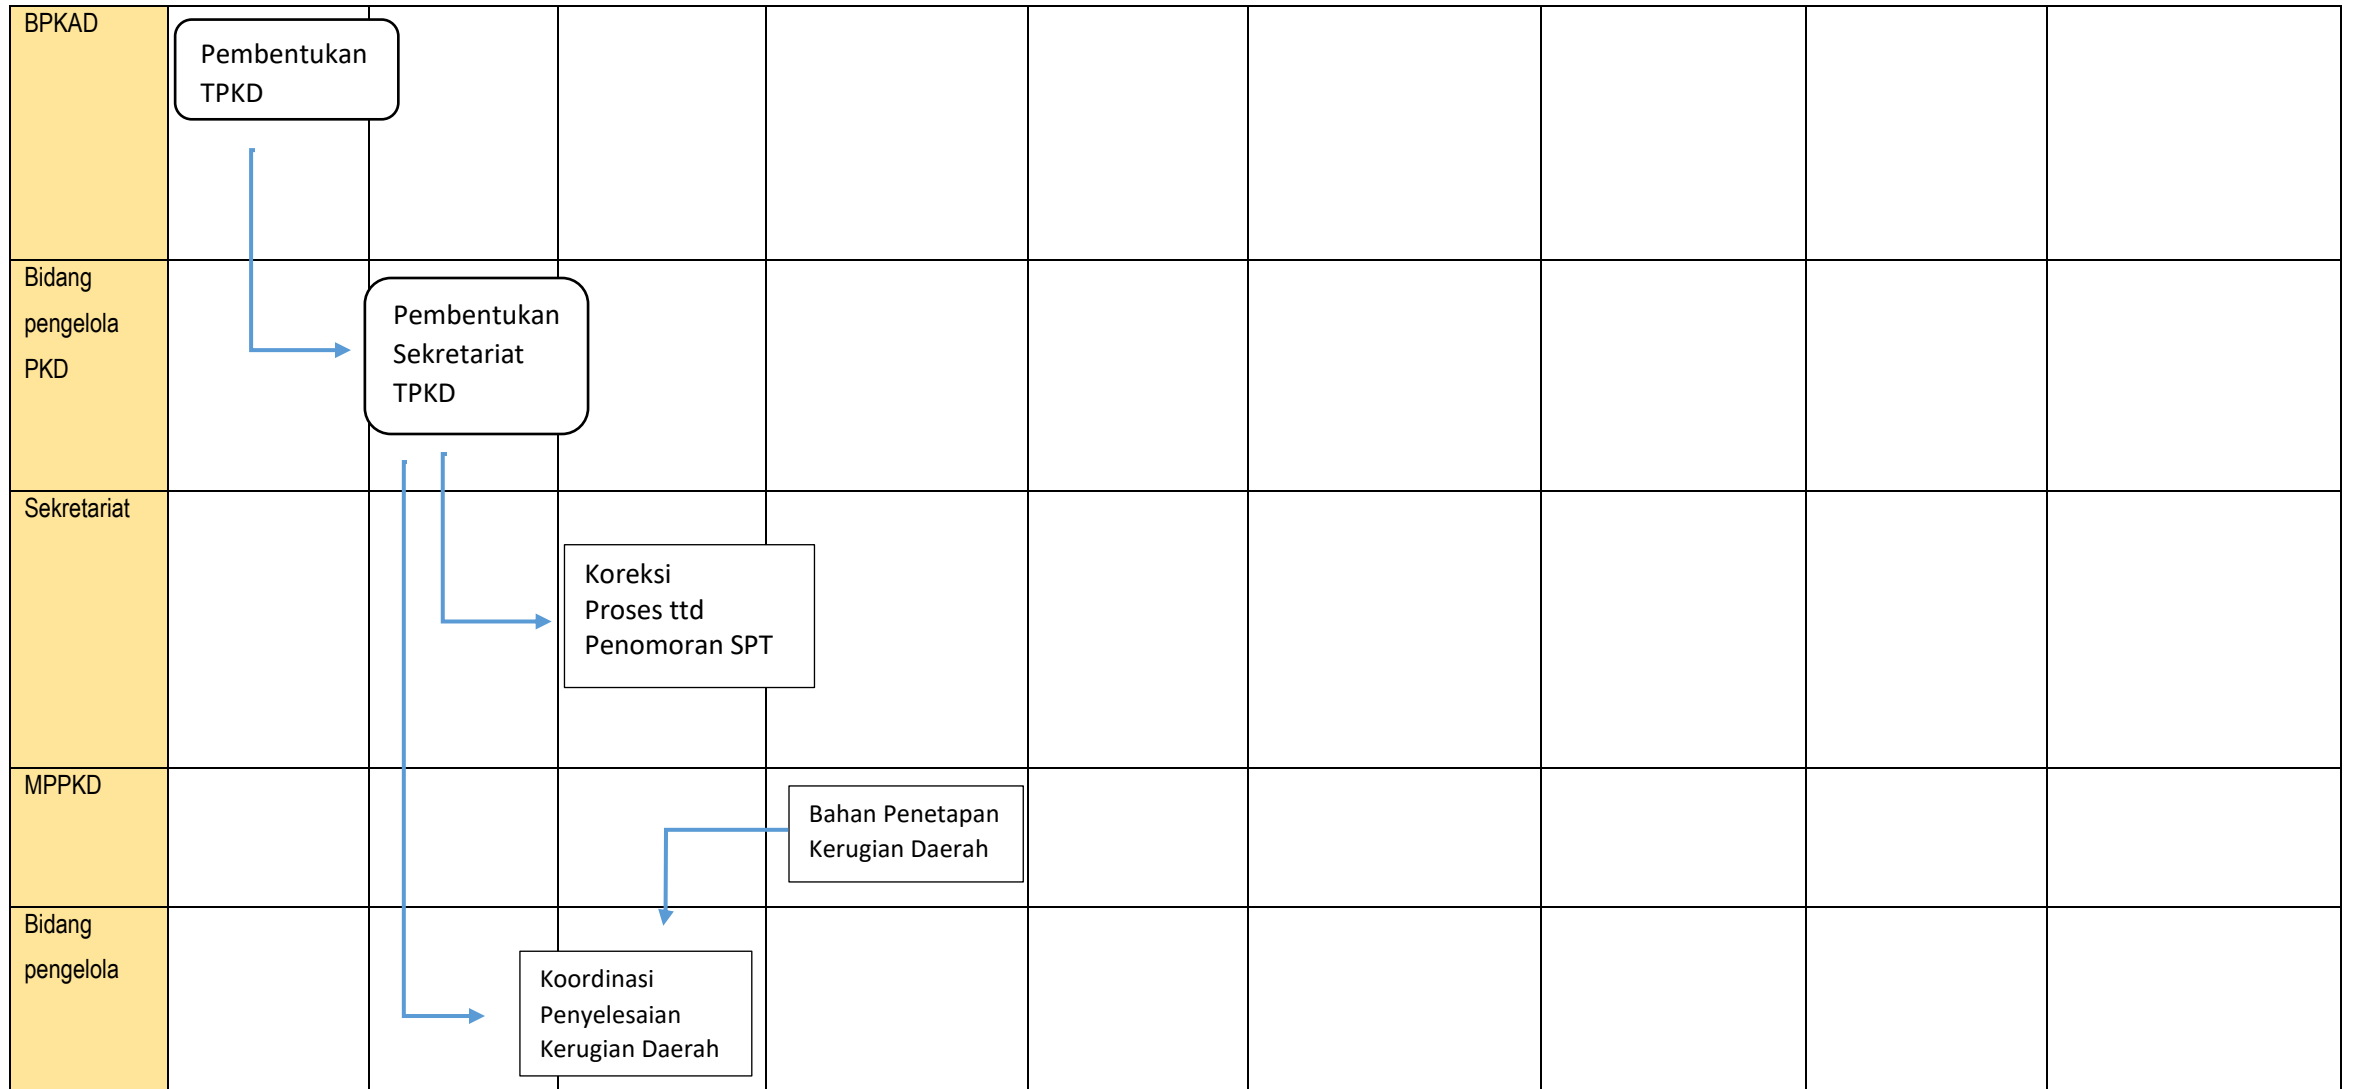 BPKAD
Pembentukan
TPKD
Bidang
pengelola
PKD
Pembentukan
Sekretariat
TPKD
Sekretariat
Koreksi
Proses ttd
Penomoran SPT
MPPKD
Bahan Penetapan
Kerugian Daerah
Bidang
pengelola
Koordinasi
Penyelesaian
Kerugian Daerah